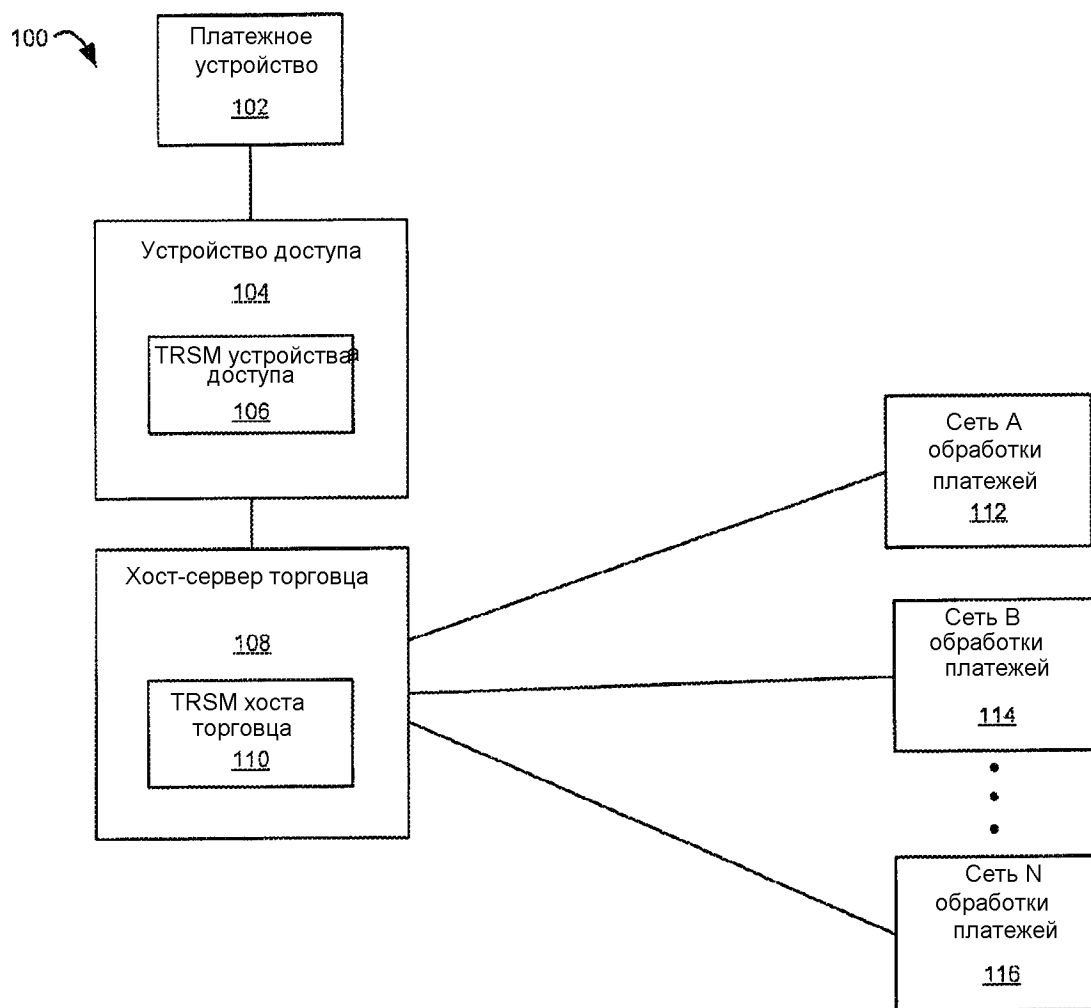 100
Платежное
устройство
102
Устройство доступа
104
TRSM устройства
доступа
106
Хост-сервер торговца
108
TRSM хоста
торговца
110
Сеть A
обработки
платежей
112
Сеть B
обработки
платежей
114
Сеть N
обработки
платежей
116